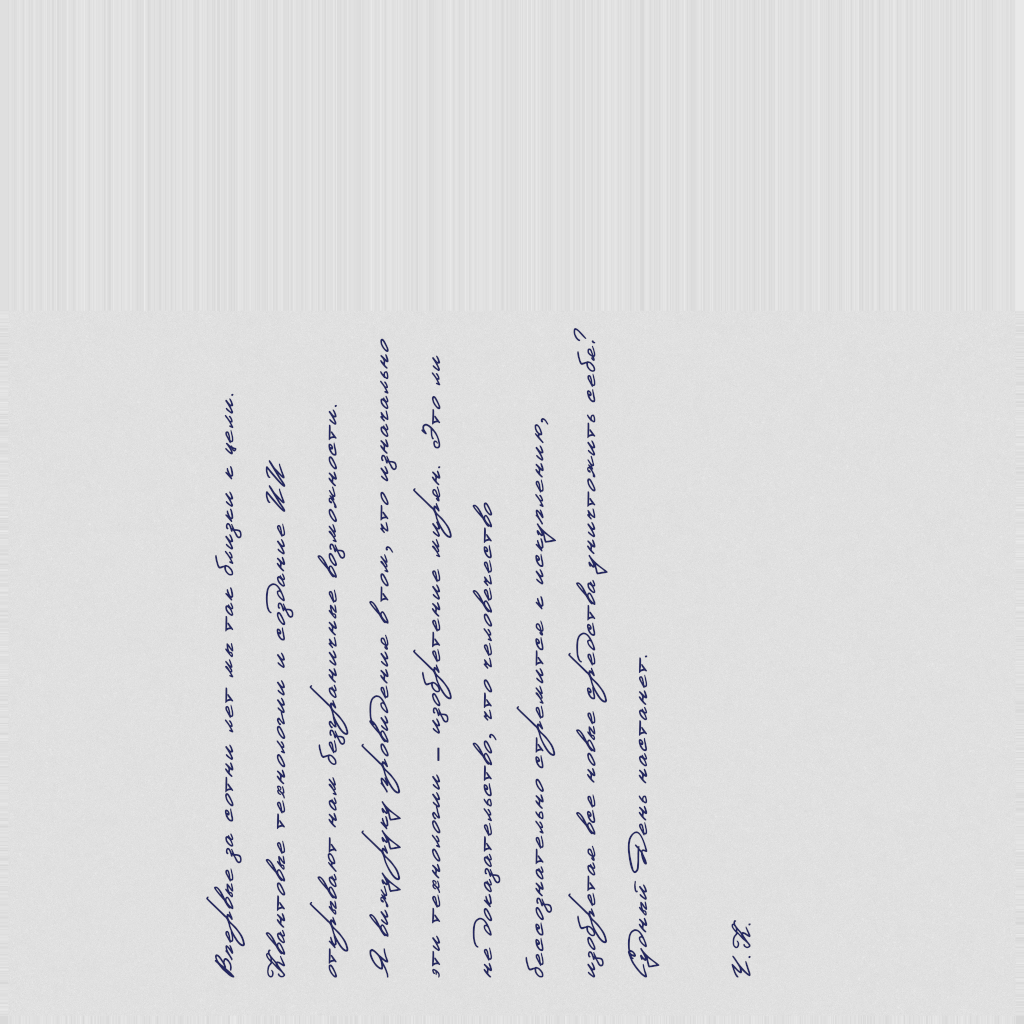 Впервые за сотни лет мы так близки к цели.
Квантовые технологии и создание ИИ
открывают нам безграничные возможности.
Я вижу руку провидения в том, что изначально
эти технологии – изобретение мирян. Это ли
не доказательство, что человечество
бессознательно стремится к искуплению,
изобретая все новые средства уничтожить себя?
Судный День настанет.
У. К.